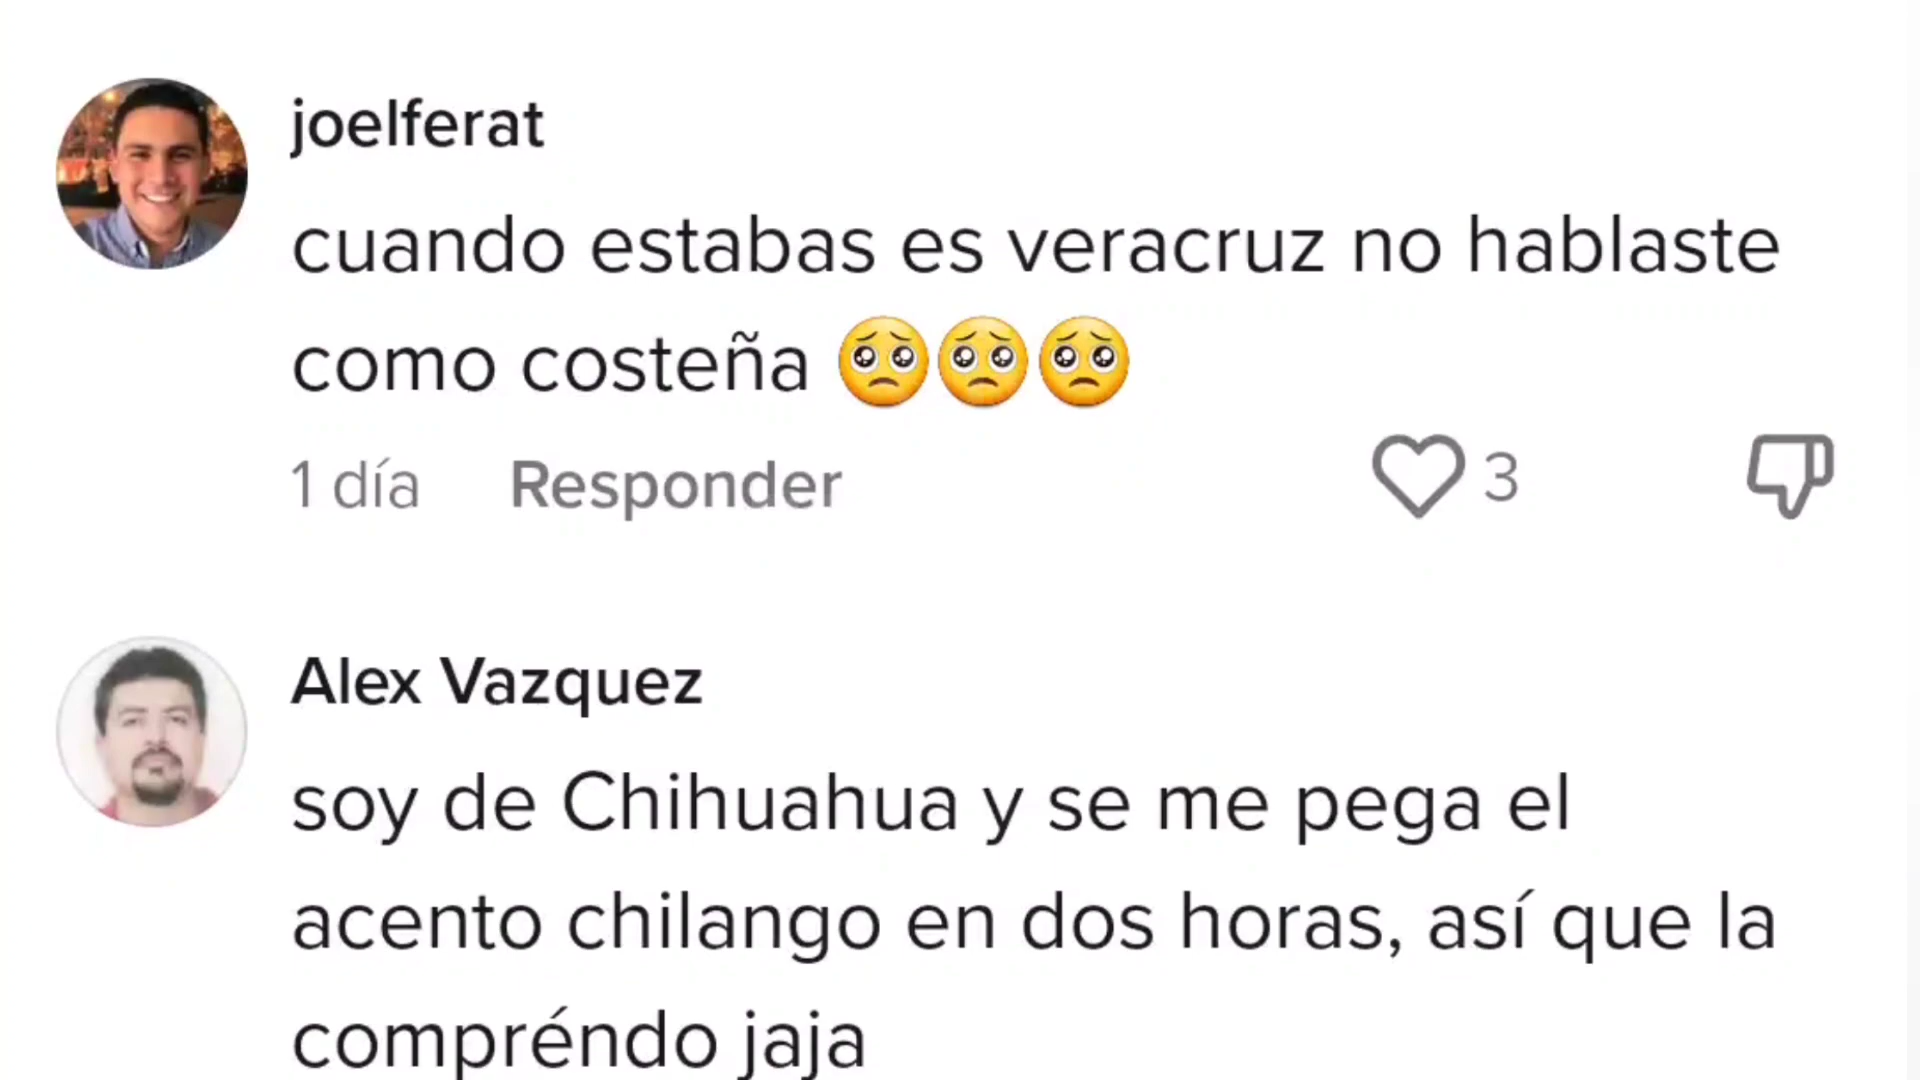 joelferat
cuando estabas es veracruz no hablaste
como costeña 🥺🥺🥺
1 día Responder 3
Alex Vazquez
soy de Chihuahua y se me pega el
acento chilango en dos horas, así que la
compréndo jaja